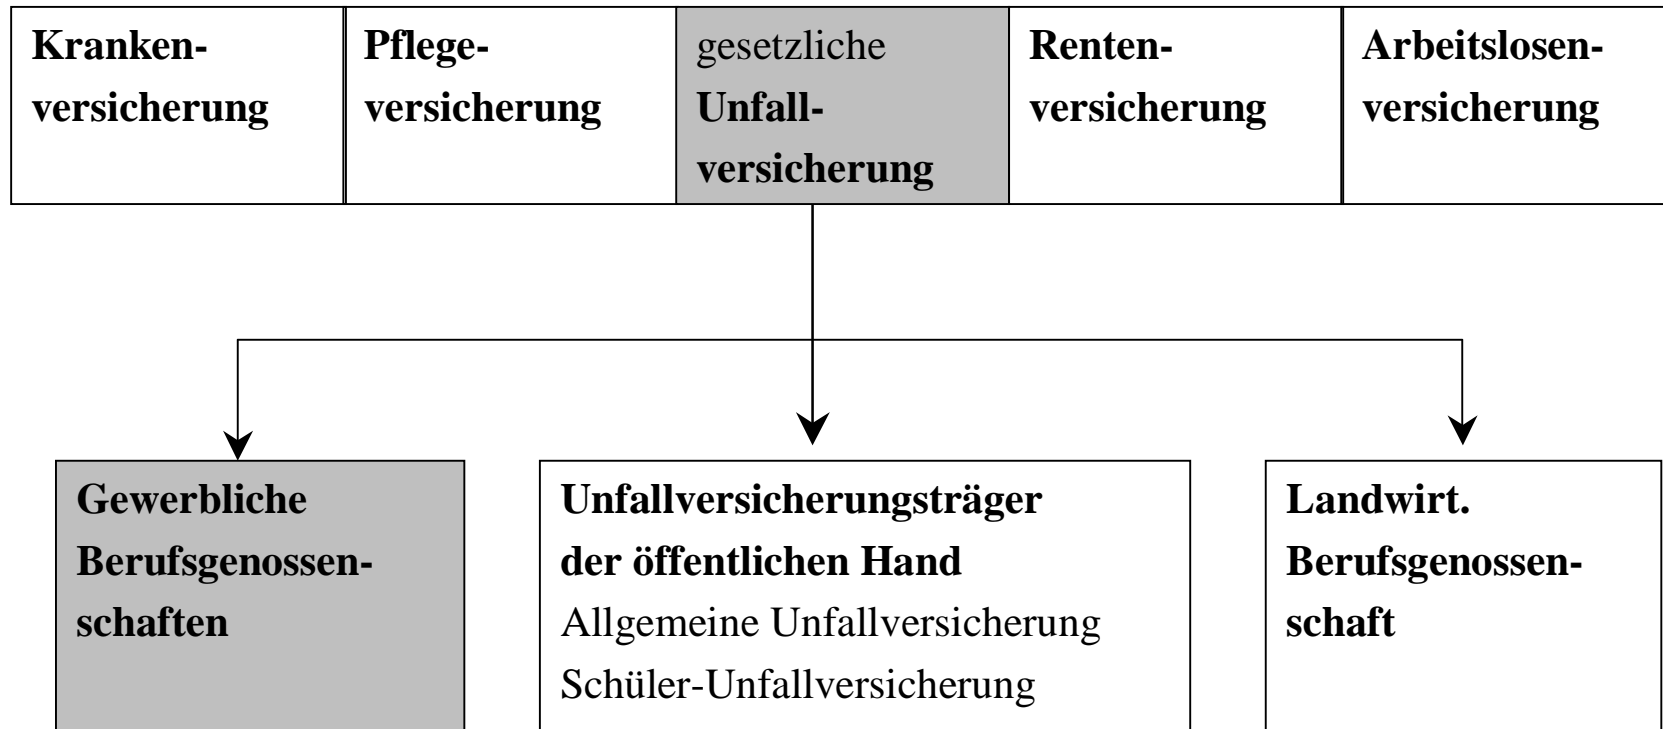 Kranken-
versicherung
Pflege-
versicherung
gesetzliche
Unfall-
versicherung
Renten-
versicherung
Arbeitslosen-
versicherung
Gewerbliche
Berufsgenossen-
schaften
Unfallversicherungsträger
der öffentlichen Hand
Allgemeine Unfallversicherung
Schüler-Unfallversicherung
Landwirt.
Berufsgenossen-
schaft